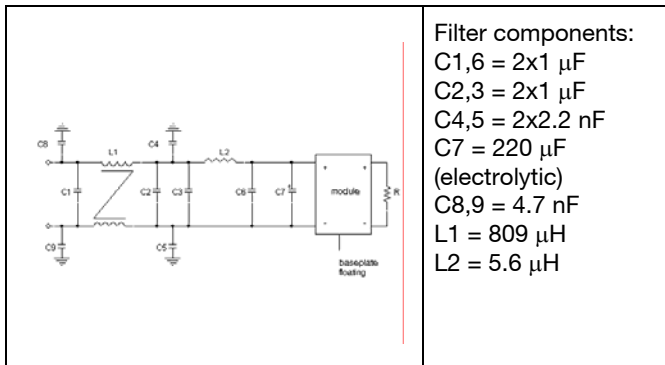 C8
C4
L1
L2
C1
C2
C3
C6
C7
module
R
C9
C5
baseplate
floating
Filter components:
C1,6 = 2x1 μF
C2,3 = 2x1 μF
C4,5 = 2x2.2 nF
C7 = 220 μF
(electrolytic)
C8,9 = 4.7 nF
L1 = 809 μH
L2 = 5.6 μH